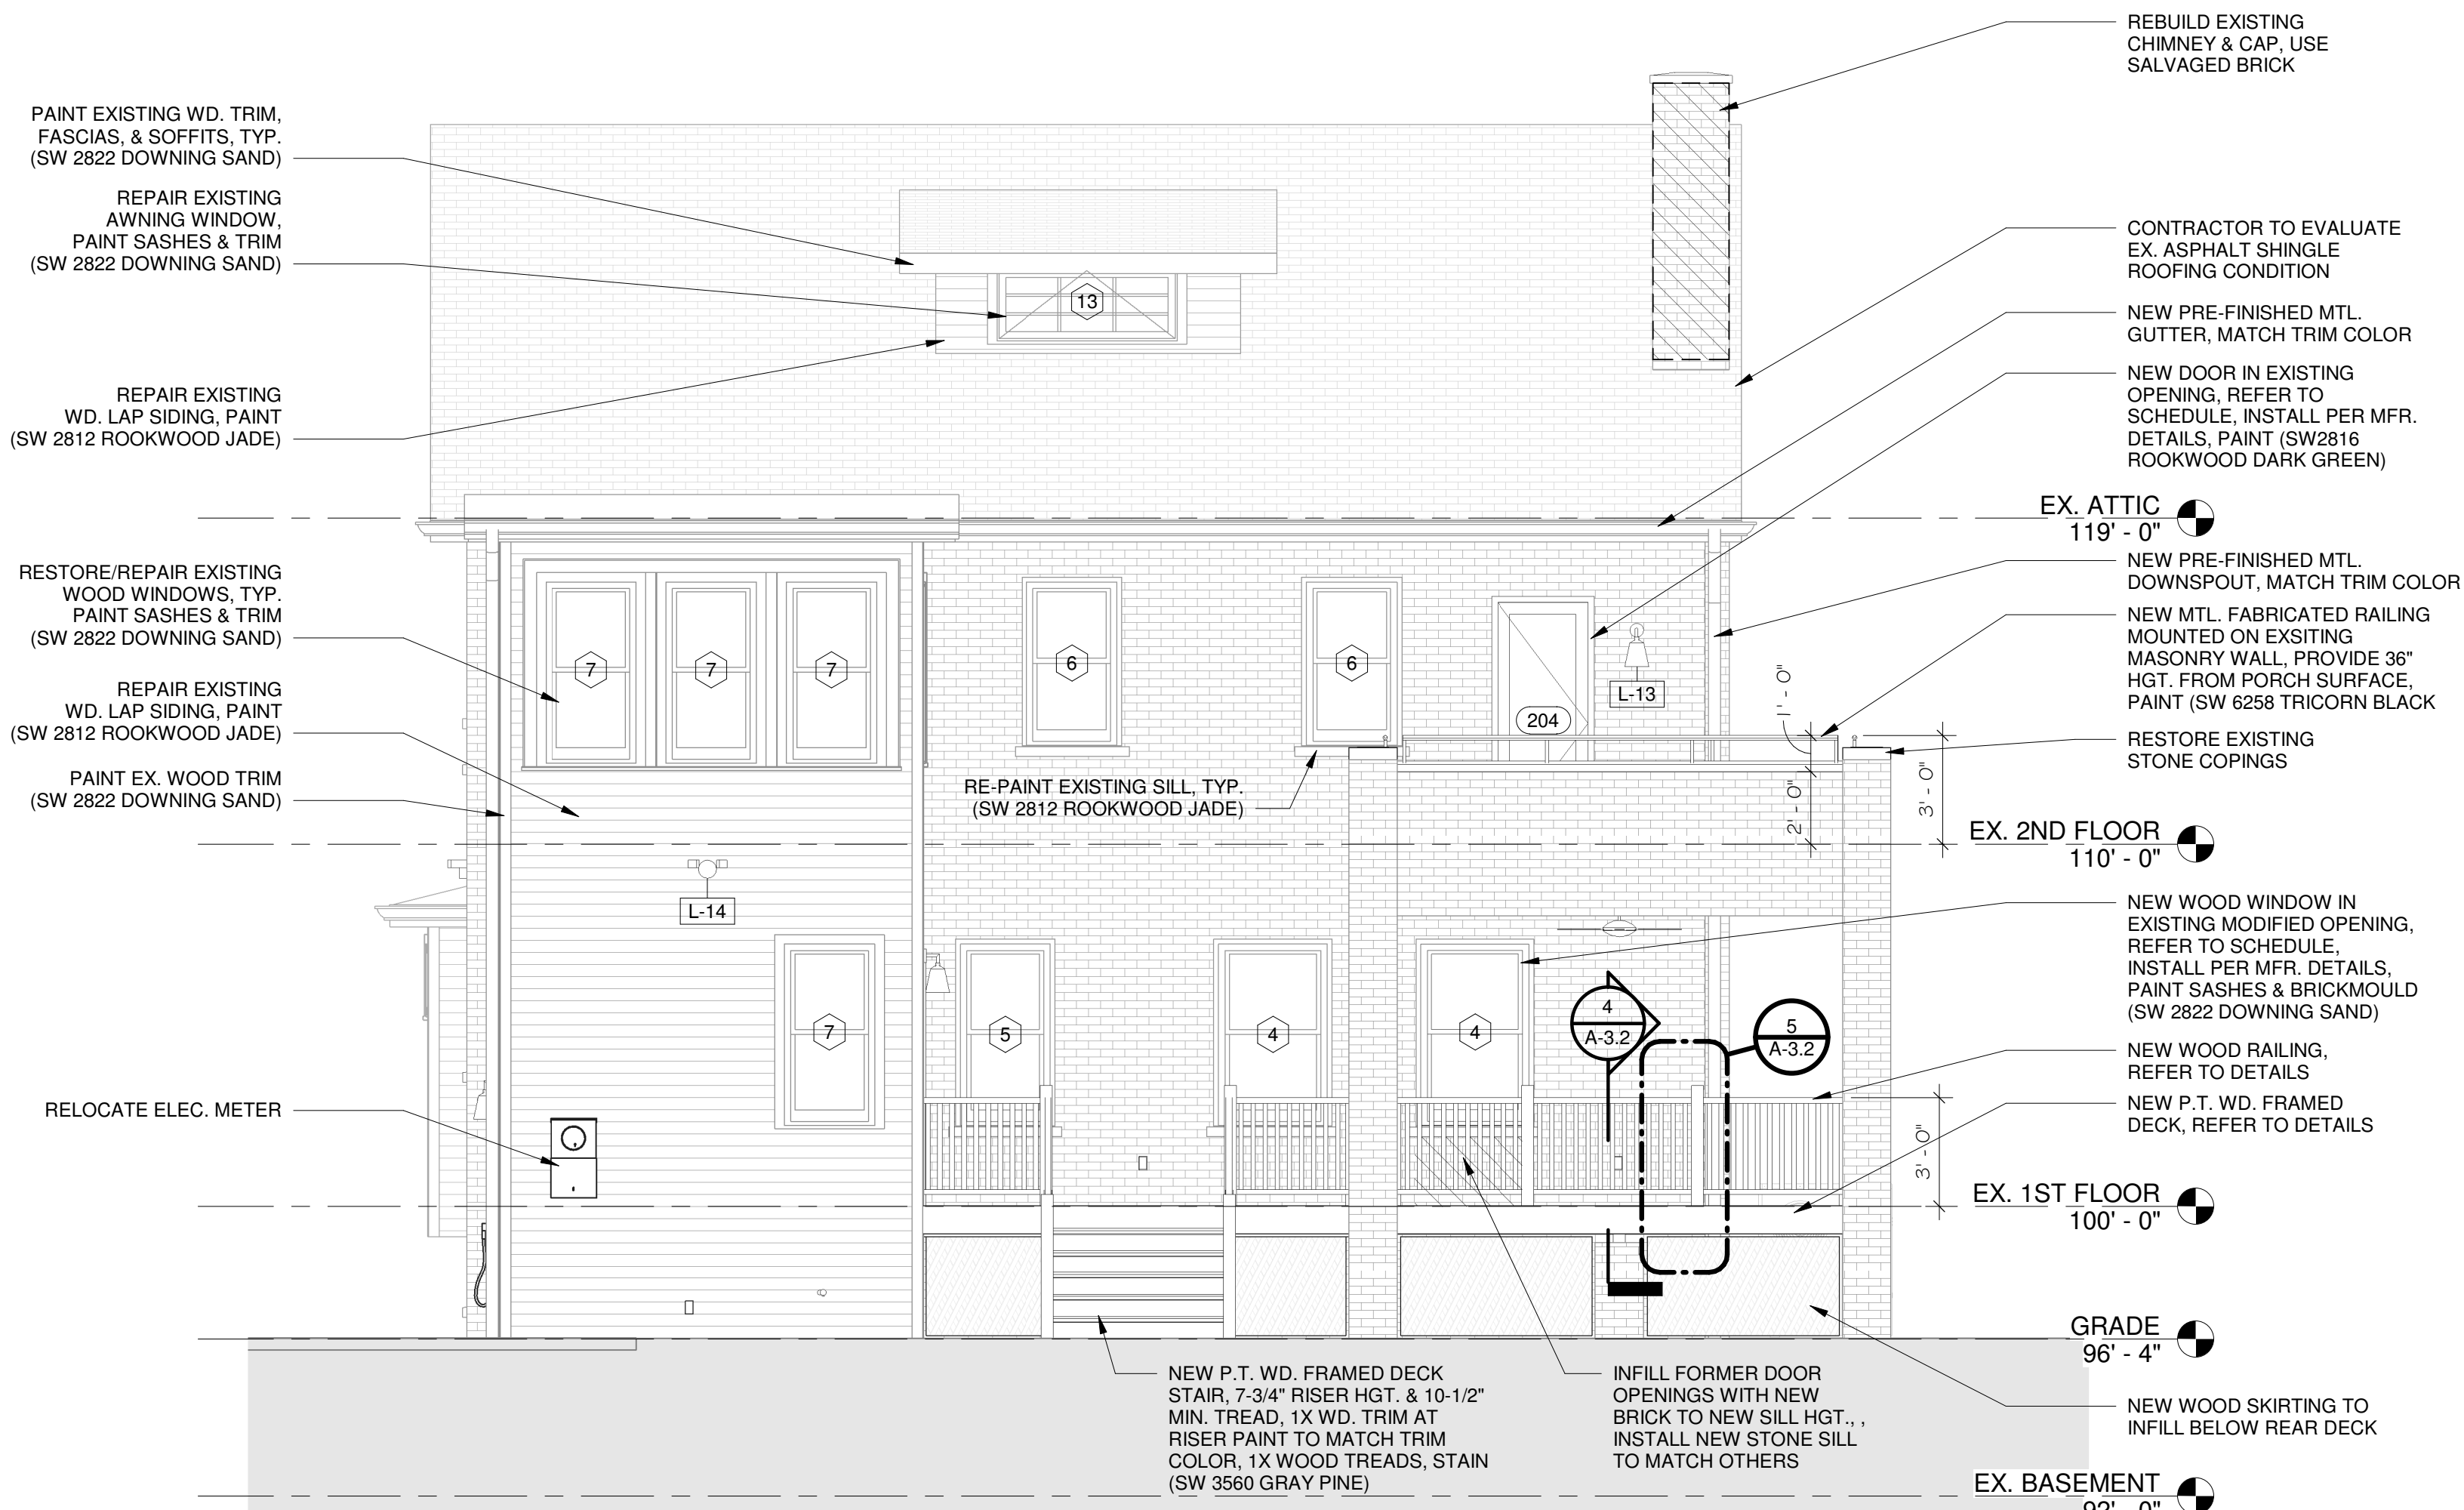 REBUILD EXISTING
CHIMNEY & CAP, USE
SALVAGED BRICK
PAINT EXISTING WD. TRIM,
FASCIAS, & SOFFITS, TYP.
(SW 2822 DOWNING SAND)
REPAIR EXISTING
AWNING WINDOW,
PAINT SASHES & TRIM
(SW 2822 DOWNING SAND)
13
REPAIR EXISTING
WD. LAP SIDING, PAINT
(SW 2812 ROOKWOOD JADE)
CONTRACTOR TO EVALUATE
EX. ASPHALT SHINGLE
ROOFING CONDITION
NEW PRE-FINISHED MTL.
GUTTER, MATCH TRIM COLOR
NEW DOOR IN EXISTING
OPENING, REFER TO
SCHEDULE, INSTALL PER MFR.
DETAILS, PAINT (SW2816
ROOKWOOD DARK GREEN)
EX. ATTIC
119' - 0"
RESTORE/REPAIR EXISTING
WOOD WINDOWS, TYP.
PAINT SASHES & TRIM
(SW 2822 DOWNING SAND)
REPAIR EXISTING
WD. LAP SIDING, PAINT
(SW 2812 ROOKWOOD JADE)
PAINT EX. WOOD TRIM
(SW 2822 DOWNING SAND)
7
7
7
6
6
204
L-13
RE-PAINT EXISTING SILL, TYP.
(SW 2812 ROOKWOOD JADE)
NEW PRE-FINISHED MTL.
DOWNSPOUT, MATCH TRIM COLOR
NEW MTL. FABRICATED RAILING
MOUNTED ON EXSITING
MASONRY WALL, PROVIDE 36"
HGT. FROM PORCH SURFACE,
PAINT (SW 6258 TRICORN BLACK
RESTORE EXISTING
STONE COPINGS
1' - 0"
2' - 0"
3' - 0"
EX. 2ND FLOOR
110' - 0"
L-14
NEW WOOD WINDOW IN
EXISTING MODIFIED OPENING,
REFER TO SCHEDULE,
INSTALL PER MFR. DETAILS,
PAINT SASHES & BRICKMOULD
(SW 2822 DOWNING SAND)
7
5
4
4
4
A-3.2
5
A-3.2
NEW WOOD RAILING,
REFER TO DETAILS
NEW P.T. WD. FRAMED
DECK, REFER TO DETAILS
RELOCATE ELEC. METER
3' - 0"
EX. 1ST FLOOR
100' - 0"
GRADE
96' - 4"
NEW P.T. WD. FRAMED DECK
STAIR, 7-3/4" RISER HGT. & 10-1/2"
MIN. TREAD, 1X WD. TRIM AT
RISER PAINT TO MATCH TRIM
COLOR, 1X WOOD TREADS, STAIN
(SW 3560 GRAY PINE)
INFILL FORMER DOOR
OPENINGS WITH NEW
BRICK TO NEW SILL HGT., ,
INSTALL NEW STONE SILL
TO MATCH OTHERS
NEW WOOD SKIRTING TO
INFILL BELOW REAR DECK
EX. BASEMENT
92' - 0"